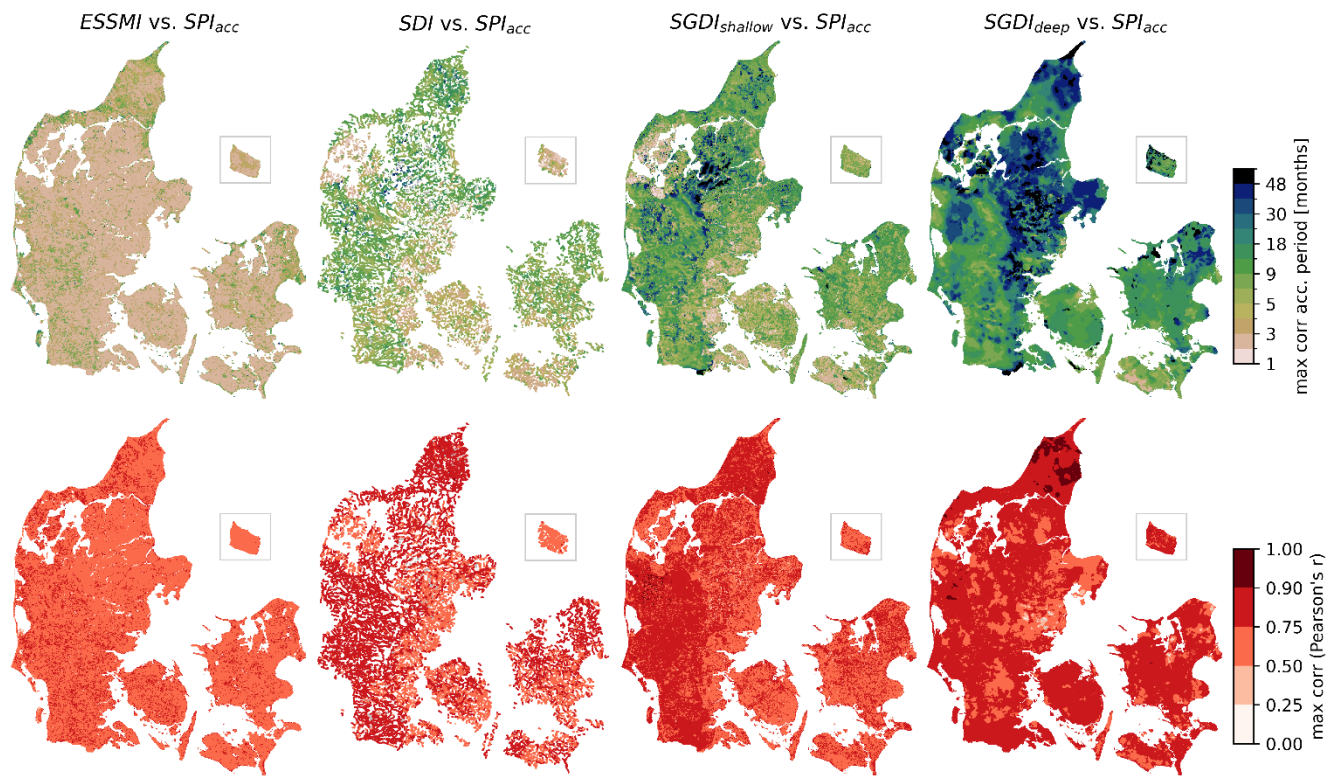 ESSMI vs. SPIacc
SDI vs. SPIacc
SGDIshallow vs. SPIacc
SGDIdeep vs. SPIacc
48
30
18
9
5
3
1
max corr acc. period [months]
1.00
0.90
0.75
0.50
0.25
0.00
max corr (Pearson's r)